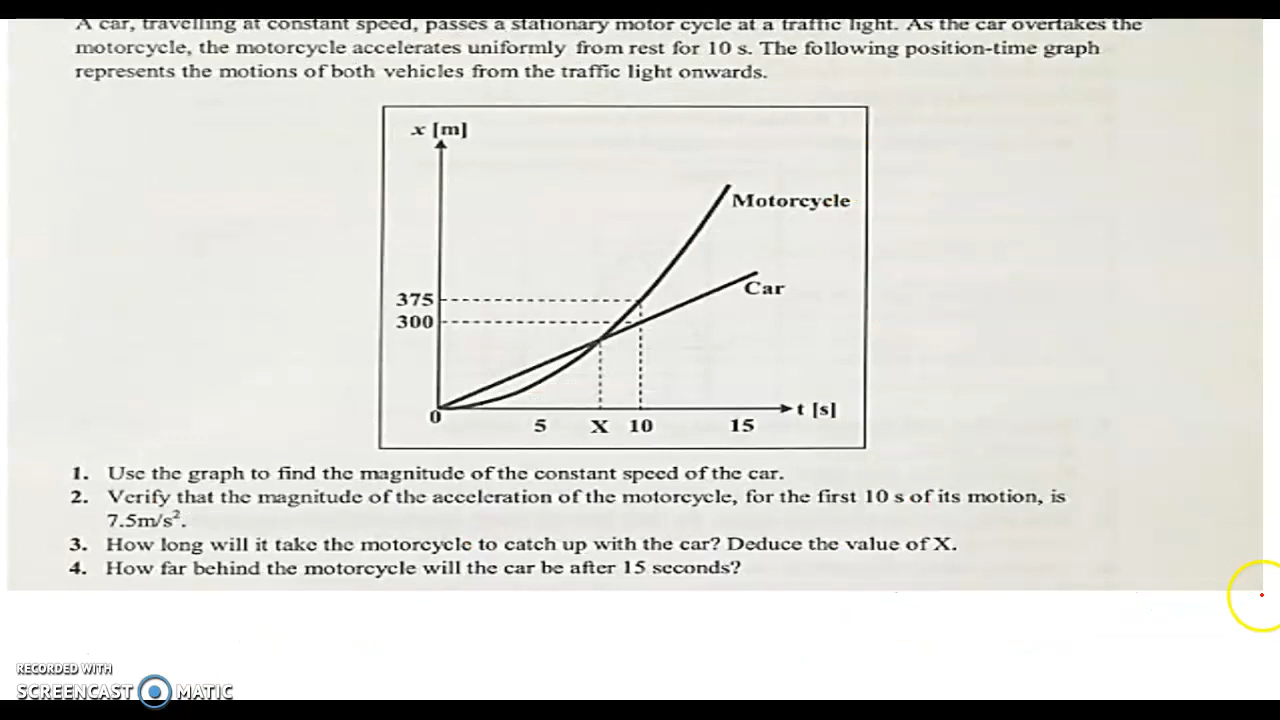 A car, travelling at constant speed, passes a stationary motor cycle at a traffic light. As the car overtakes the
motorcycle, the motorcycle accelerates uniformly from rest for 10 s. The following position-time graph
represents the motions of both vehicles from the traffic light onwards.
x [m]
Motorcycle
Car
375
300
0
t [s]
5 X 10 15
1. Use the graph to find the magnitude of the constant speed of the car.
2. Verify that the magnitude of the acceleration of the motorcycle, for the first 10 s of its motion, is
7.5m/s².
3. How long will it take the motorcycle to catch up with the car? Deduce the value of X.
4. How far behind the motorcycle will the car be after 15 seconds?
RECORDED WITH
SCREENCAST MATIC